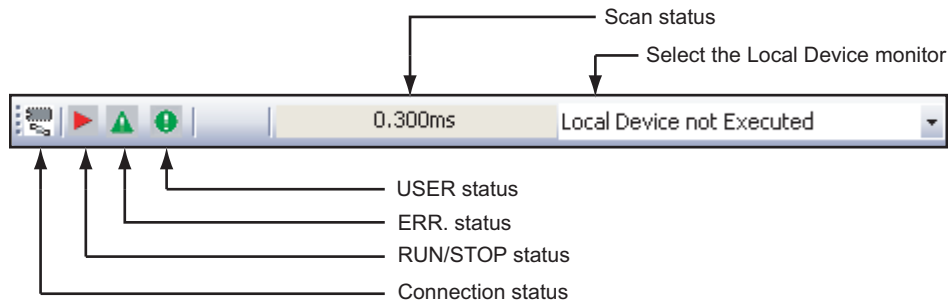 Scan status
Select the Local Device monitor
0.300ms
Local Device not Executed
USER status
ERR. status
RUN/STOP status
Connection status